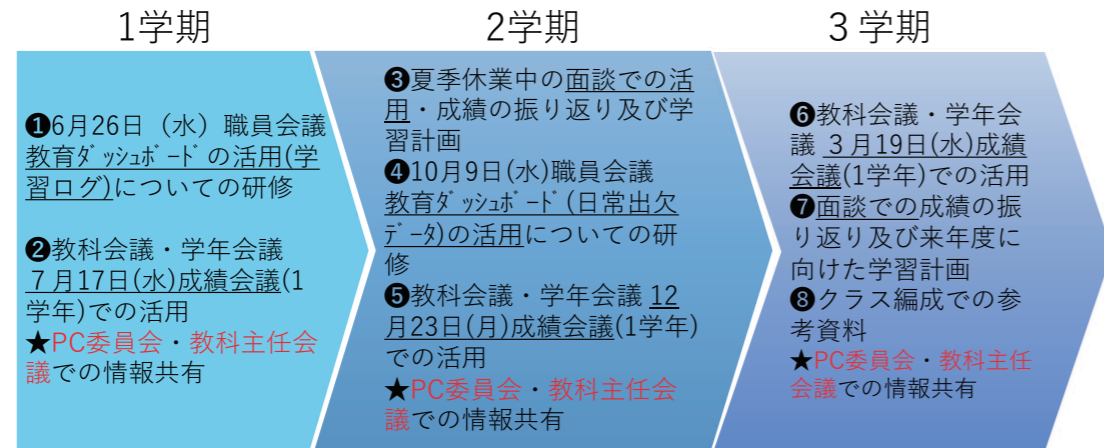 1学期
❶6月26日（水）職員会議
教育ﾀﾞｯｼｭﾎﾞｰﾄﾞの活用(学
習ログ)についての研修
❷教科会議・学年会議
７月17日(水)成績会議(1
学年)での活用
★PC委員会・教科主任会
議での情報共有
2学期
❸夏季休業中の面談での活
用・成績の振り返り及び学
習計画
❹10月9日(水)職員会議
教育ﾀﾞｯｼｭﾎﾞｰﾄﾞ(日常出欠
ﾃﾞｰﾀ)の活用についての研
修
❺教科会議・学年会議 12
月23日(月)成績会議(1学年)
での活用
★PC委員会・教科主任会
議での情報共有
３学期
❻教科会議・学年会
議 ３月19日(水)成績
会議(1学年)での活用
❼面談での成績の振
り返り及び来年度に
向けた学習計画
❽クラス編成での参
考資料
★PC委員会・教科主任
会議での情報共有